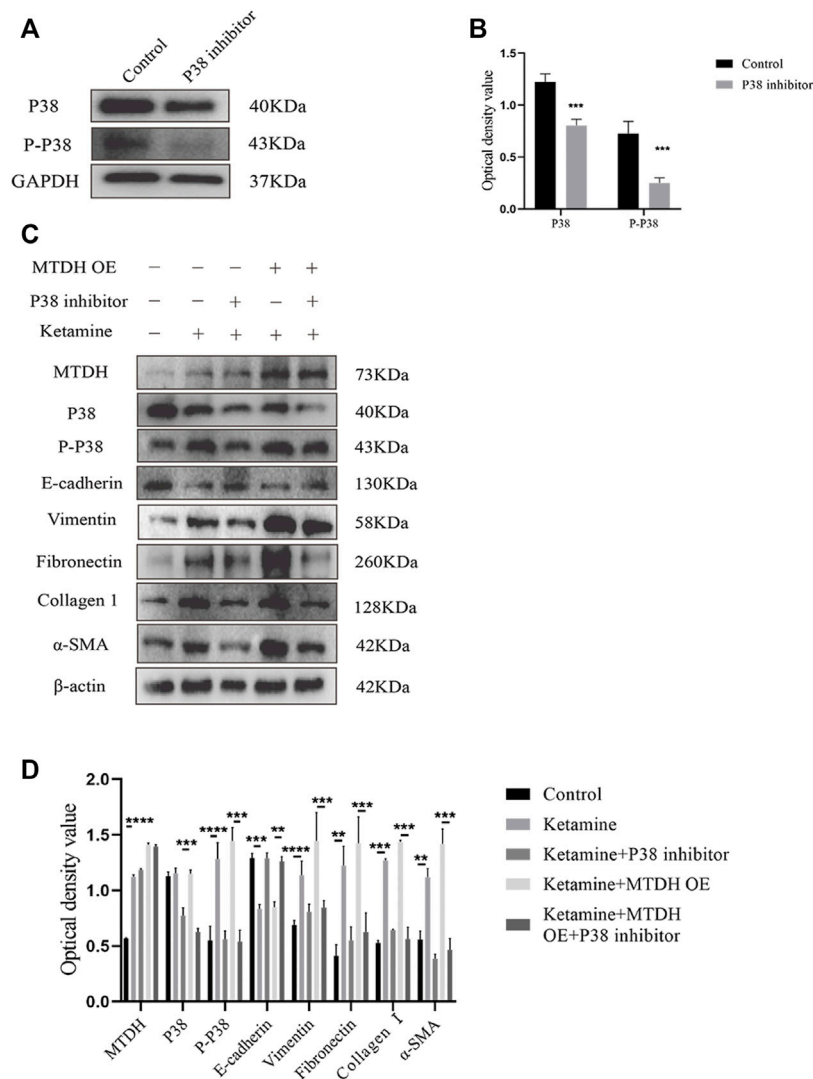 A
Control
P38 inhibitor
P38
40KDa
P-P38
43KDa
GAPDH
37KDa
B
Optical density value
1.5
1.0
0.5
0.0
***
***
P38
P-P38
Control
P38 inhibitor
C
MTDH OE − − − + +
P38 inhibitor − − + − +
Ketamine − + + + +
MTDH
73KDa
P38
40KDa
P-P38
43KDa
E-cadherin
130KDa
Vimentin
58KDa
Fibronectin
260KDa
Collagen 1
128KDa
α-SMA
42KDa
β-actin
42KDa
D
Optical density value
2.0
1.5
1.0
0.5
0.0
****
***
****
***
***
**
****
***
**
***
***
***
**
***
MTDH
P38
P-P38
E-cadherin
Vimentin
Fibronectin
Collagen I
α-SMA
Control
Ketamine
Ketamine+P38 inhibitor
Ketamine+MTDH OE
Ketamine+MTDH
OE+P38 inhibitor